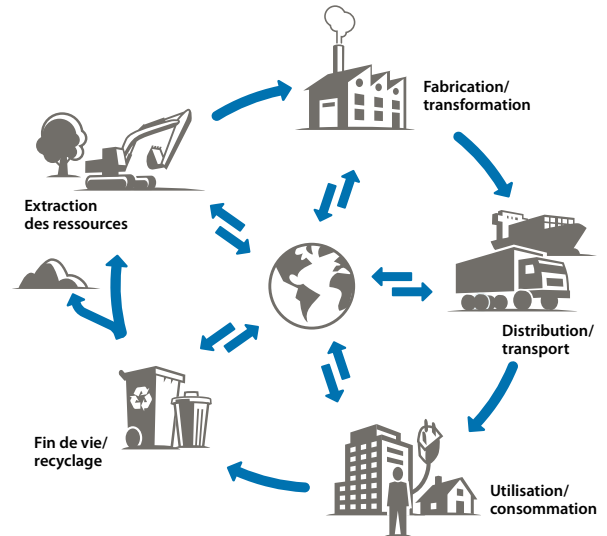 Fabrication/
transformation
Extraction
des ressources
Distribution/
transport
Fin de vie/
recyclage
Utilisation/
consommation